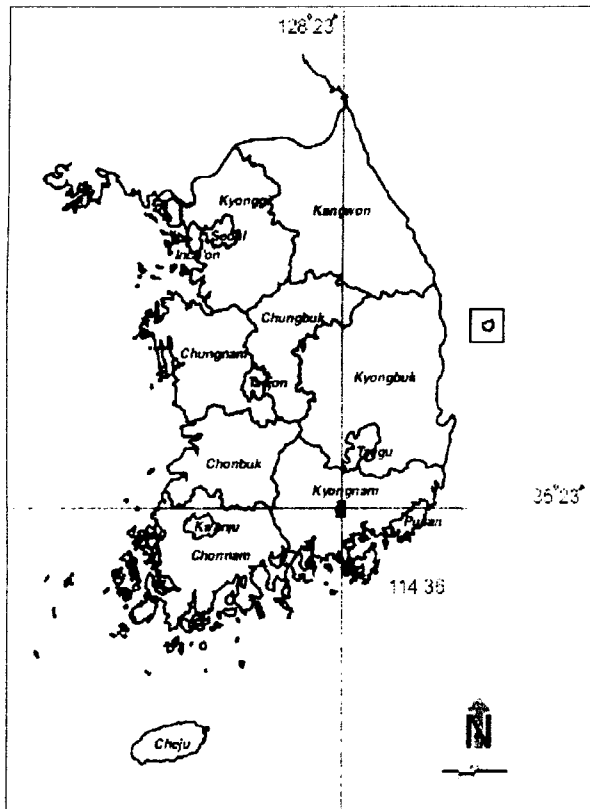 128°23'
Kyonggi
Kangwon
Seoul
Inch'on
Chungbuk
Chungnam
Taejon
Kyongbuk
Taegu
Chonbuk
Kyongnam
35°23'
Kwanju
Pusan
Chonnam
114 36
N
Cheju